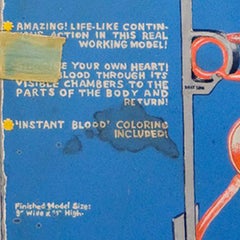 AMAZING! LIFE-LIKE CONTIN-
ACTION IN THIS REAL
WORKING MODEL!
YOUR OWN HEART!
BLOOD THROUGH ITS
VISIBLE CHAMBERS TO THE
PARTS OF THE BODY AND
RETURN!
'INSTANT BLOOD' COLORING
INCLUDED!
Finished Model Size:
Wide High.